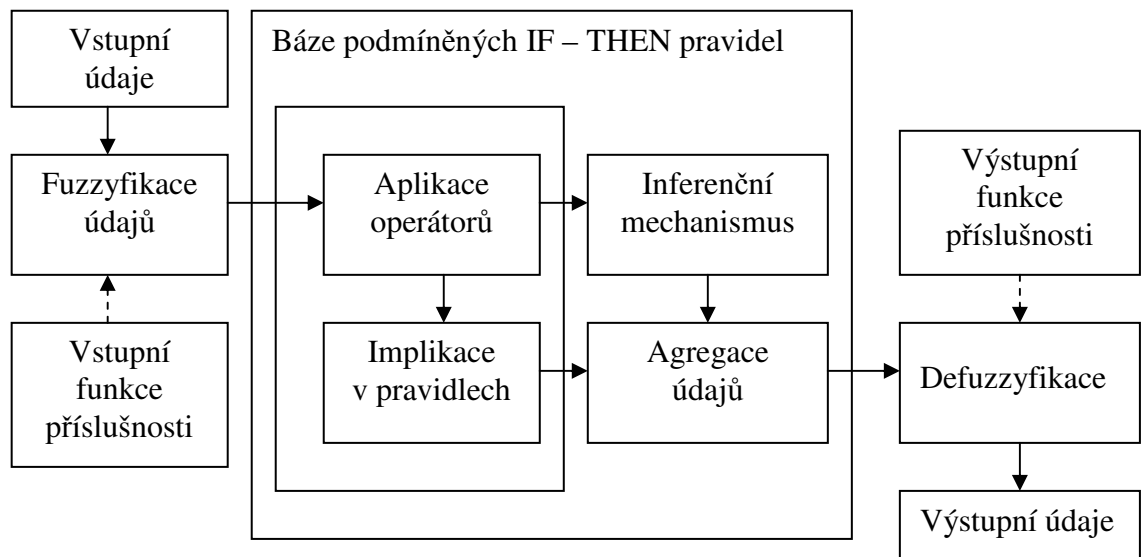 Vstupní
údaje
Báze podmíněných IF – THEN pravidel
Fuzzyfikace
údajů
Aplikace
operátorů
Inferenční
mechanismus
Výstupní
funkce
příslušnosti
Vstupní
funkce
příslušnosti
Implikace
v pravidlech
Agregace
údajů
Defuzzyfikace
Výstupní údaje